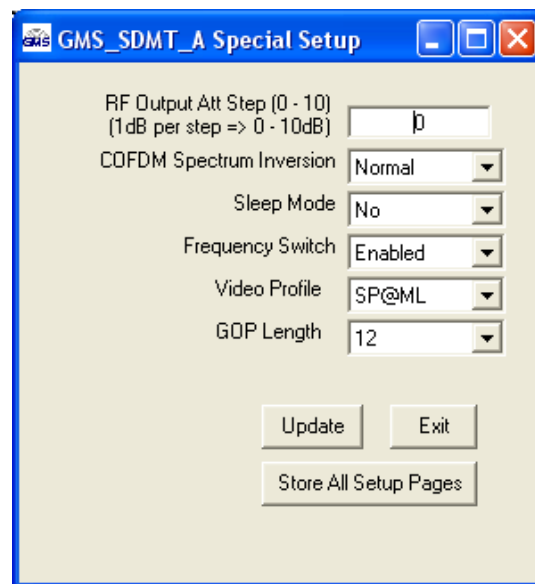 GMS GMS_SDMT_A Special Setup
RF Output Att Step (0 - 10)
(1dB per step => 0 - 10dB) 0
COFDM Spectrum Inversion Normal
Sleep Mode No
Frequency Switch Enabled
Video Profile SP@ML
GOP Length 12
Update Exit
Store All Setup Pages